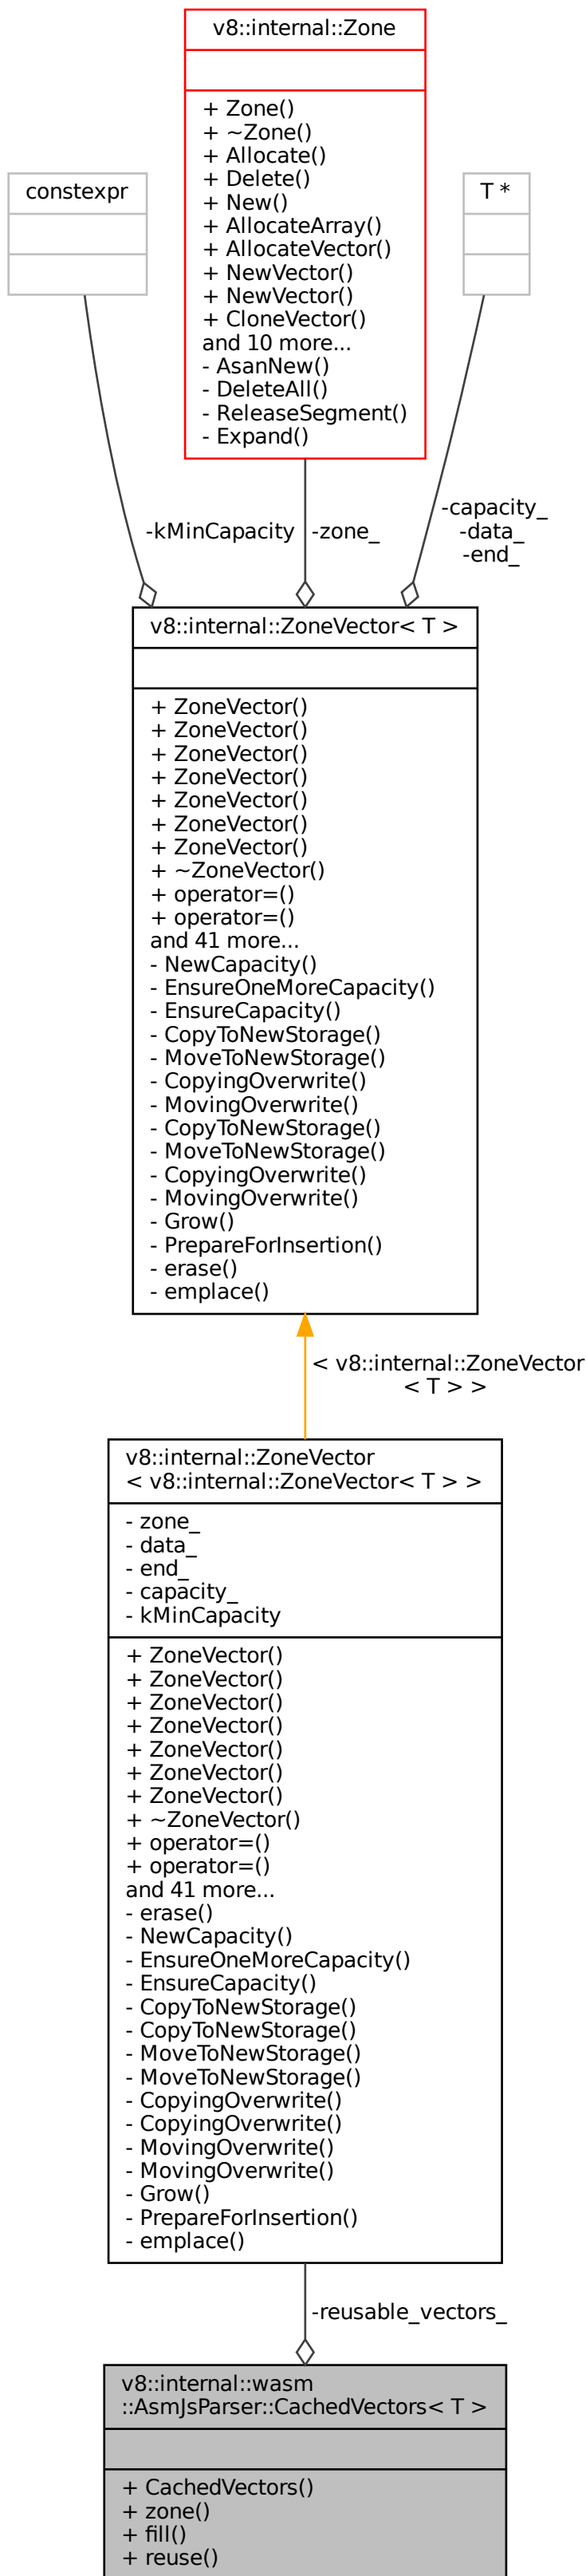 v8::internal::Zone
+ Zone()
+ ~Zone()
+ Allocate()
+ Delete()
+ New()
+ AllocateArray()
+ AllocateVector()
+ NewVector()
+ NewVector()
+ CloneVector()
and 10 more...
- AsanNew()
- DeleteAll()
- ReleaseSegment()
- Expand()
constexpr
T *
-kMinCapacity
-zone_
-capacity_
-data_
-end_
v8::internal::ZoneVector< T >
+ ZoneVector()
+ ZoneVector()
+ ZoneVector()
+ ZoneVector()
+ ZoneVector()
+ ZoneVector()
+ ZoneVector()
+ ~ZoneVector()
+ operator=()
+ operator=()
and 41 more...
- NewCapacity()
- EnsureOneMoreCapacity()
- EnsureCapacity()
- CopyToNewStorage()
- MoveToNewStorage()
- CopyingOverwrite()
- MovingOverwrite()
- CopyToNewStorage()
- MoveToNewStorage()
- CopyingOverwrite()
- MovingOverwrite()
- Grow()
- PrepareForInsertion()
- erase()
- emplace()
< v8::internal::ZoneVector
< T > >
v8::internal::ZoneVector
< v8::internal::ZoneVector< T > >
- zone_
- data_
- end_
- capacity_
- kMinCapacity
+ ZoneVector()
+ ZoneVector()
+ ZoneVector()
+ ZoneVector()
+ ZoneVector()
+ ZoneVector()
+ ZoneVector()
+ ~ZoneVector()
+ operator=()
+ operator=()
and 41 more...
- erase()
- NewCapacity()
- EnsureOneMoreCapacity()
- EnsureCapacity()
- CopyToNewStorage()
- CopyToNewStorage()
- MoveToNewStorage()
- MoveToNewStorage()
- CopyingOverwrite()
- CopyingOverwrite()
- MovingOverwrite()
- MovingOverwrite()
- Grow()
- PrepareForInsertion()
- emplace()
-reusable_vectors_
v8::internal::wasm
::AsmJsParser::CachedVectors< T >
+ CachedVectors()
+ zone()
+ fill()
+ reuse()